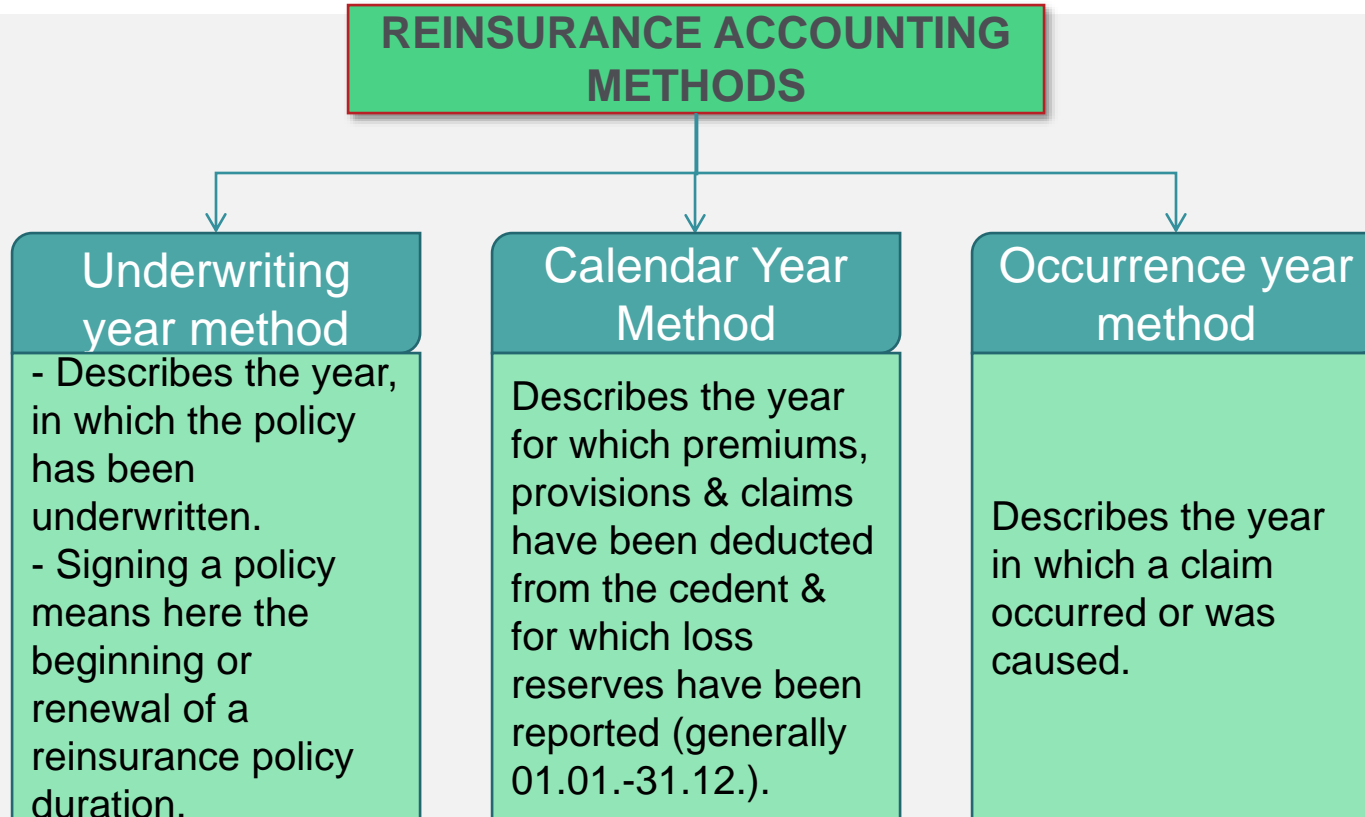 REINSURANCE ACCOUNTING
METHODS
Underwriting
year method
- Describes the year,
in which the policy
has been
underwritten.
- Signing a policy
means here the
beginning or
renewal of a
reinsurance policy
duration.
Calendar Year
Method
Describes the year
for which premiums,
provisions & claims
have been deducted
from the cedent &
for which loss
reserves have been
reported (generally
01.01.-31.12.).
Occurrence year
method
Describes the year
in which a claim
occurred or was
caused.